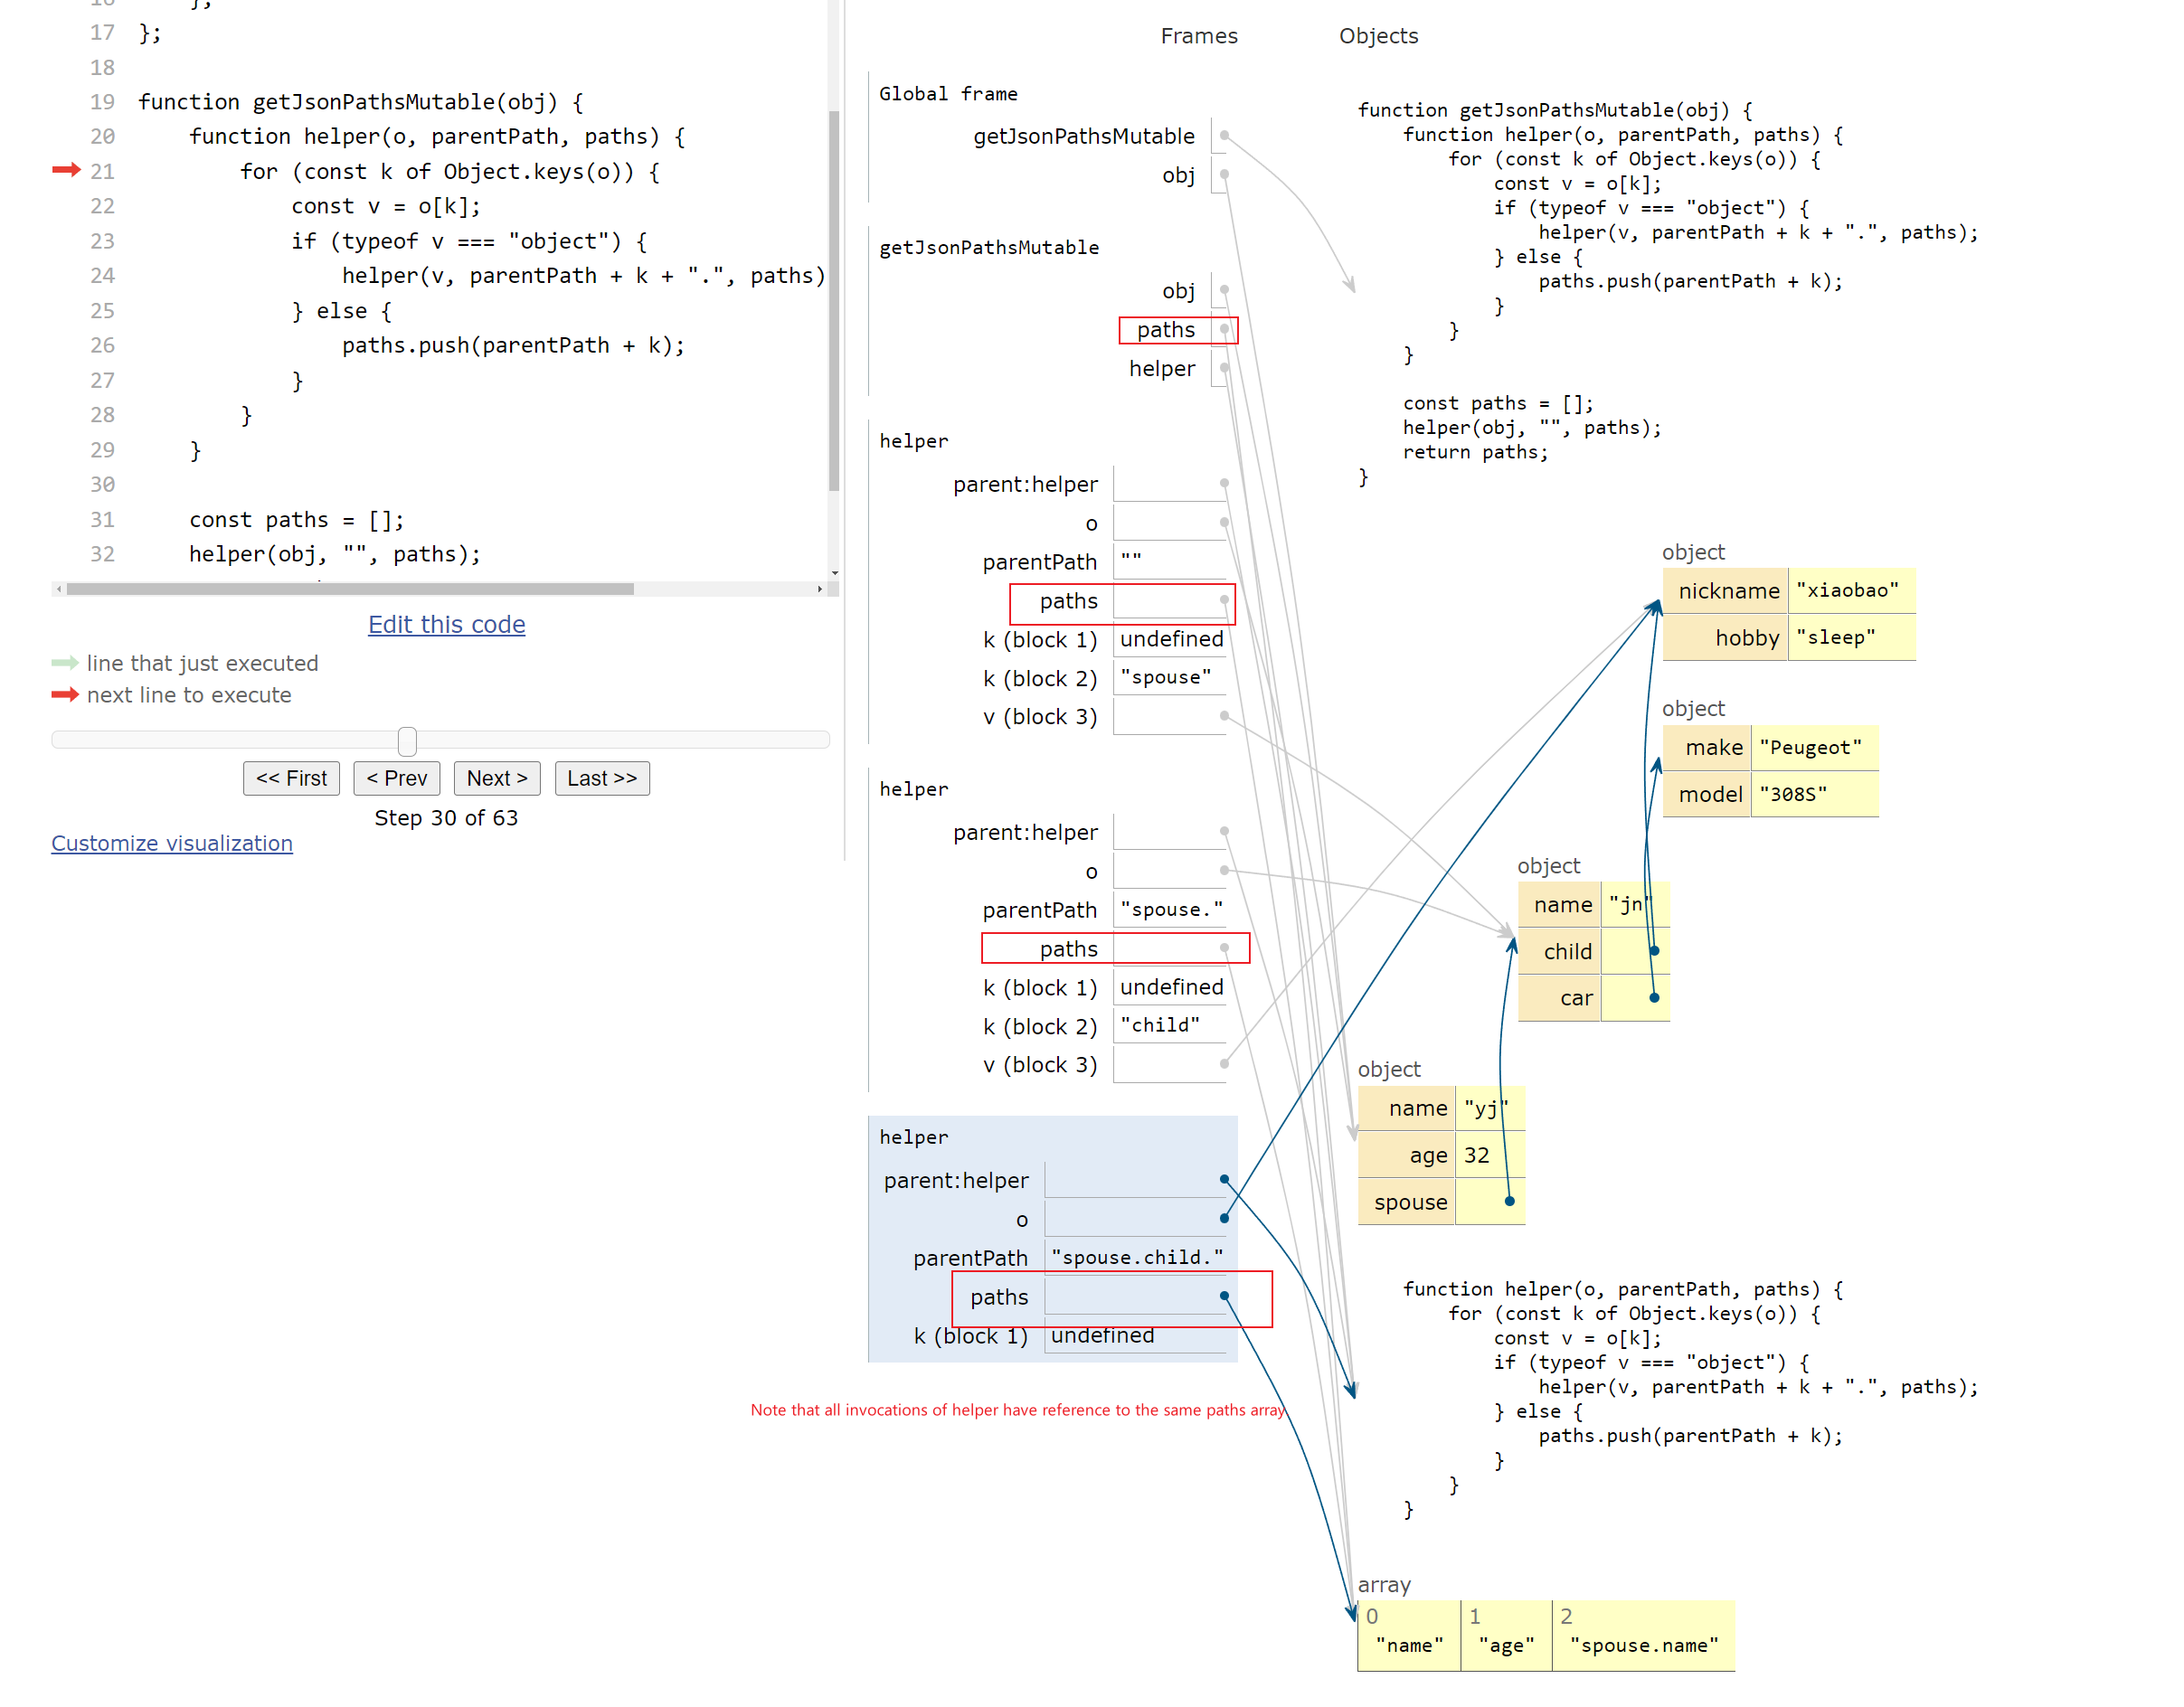 16 };
17 };
18
19 function getJsonPathsMutable(obj) {
20 function helper(o, parentPath, paths) {
21 for (const k of Object.keys(o)) {
22 const v = o[k];
23 if (typeof v === "object") {
24 helper(v, parentPath + k + ".", paths)
25 } else {
26 paths.push(parentPath + k);
27 }
28 }
29 }
30
31 const paths = [];
32 helper(obj, "", paths);
Edit this code
line that just executed
next line to execute
<< First < Prev Next > Last >>
Step 30 of 63
Customize visualization
Frames Objects
Global frame
getJsonPathsMutable
obj
getJsonPathsMutable
obj
paths
helper
helper
parent:helper
o
parentPath ""
paths
k (block 1) undefined
k (block 2) "spouse"
v (block 3)
helper
parent:helper
o
parentPath "spouse."
paths
k (block 1) undefined
k (block 2) "child"
v (block 3)
helper
parent:helper
o
parentPath "spouse.child."
paths
k (block 1) undefined
Note that all invocations of helper have reference to the same paths array
function getJsonPathsMutable(obj) {
function helper(o, parentPath, paths) {
for (const k of Object.keys(o)) {
const v = o[k];
if (typeof v === "object") {
helper(v, parentPath + k + ".", paths);
} else {
paths.push(parentPath + k);
}
}
}
const paths = [];
helper(obj, "", paths);
return paths;
}
object
nickname "xiaobao"
hobby "sleep"
object
make "Peugeot"
model "308S"
object
name "jn"
child
car
object
name "yj"
age 32
spouse
function helper(o, parentPath, paths) {
for (const k of Object.keys(o)) {
const v = o[k];
if (typeof v === "object") {
helper(v, parentPath + k + ".", paths);
} else {
paths.push(parentPath + k);
}
}
}
array
0 1 2
"name" "age" "spouse.name"